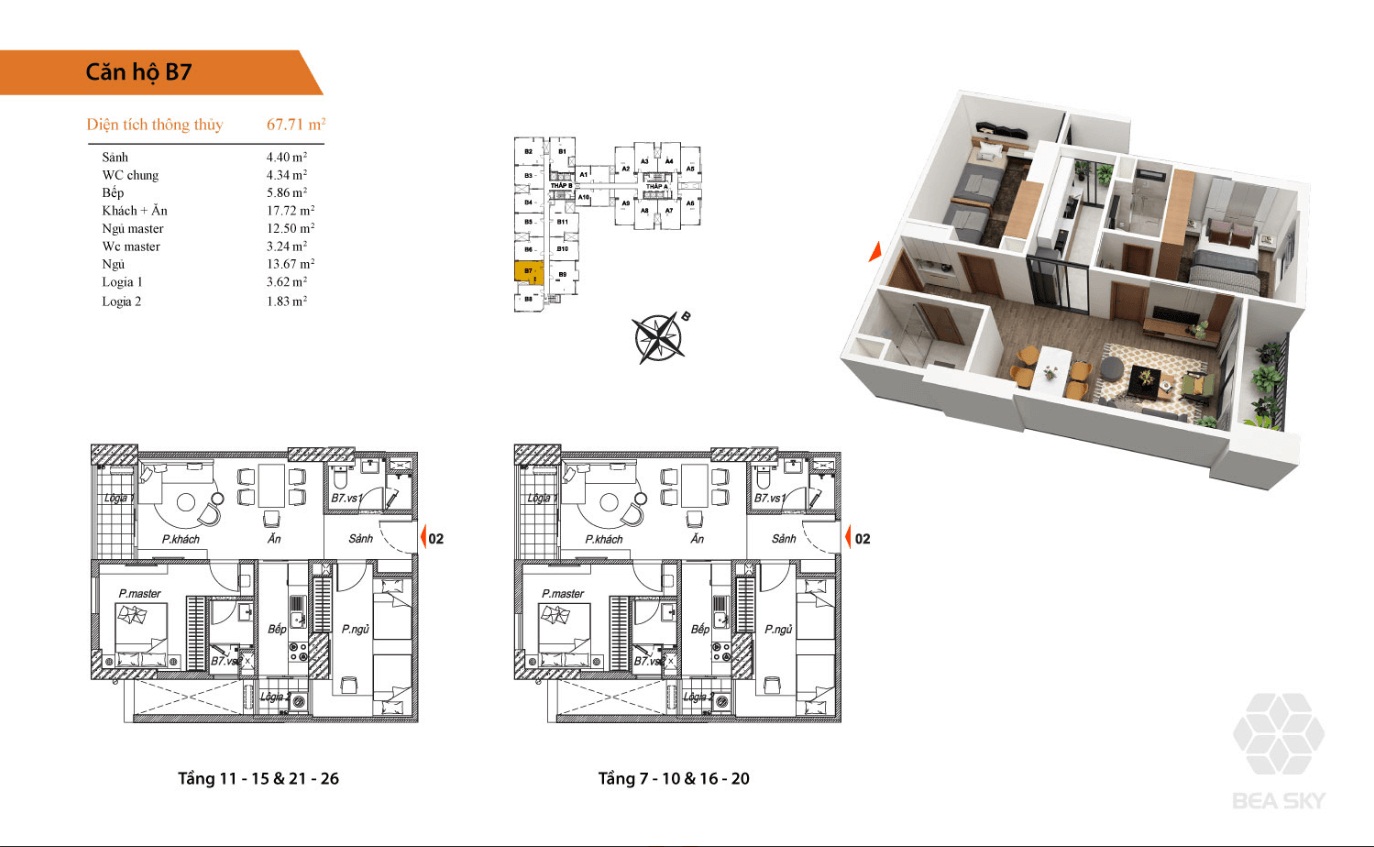 Căn hộ B7
Diện tích thông thủy 67.71 m²
Sảnh 4.40 m²
WC chung 4.34 m²
Bếp 5.86 m²
Khách + Ăn 17.72 m²
Ngủ master 12.50 m²
Wc master 3.24 m²
Ngủ 13.67 m²
Logia 1 3.62 m²
Logia 2 1.83 m²
B2 B1
B3
THÁP B
B4
B5 B11
B6 B10
B7 B9
B8
A1 A2 A3 A4 A5
THÁP A
A10 A9 A8 A7 A6
B
Lôgia 1 B7.vs1
P.khách Ăn Sảnh 02
P.master
Bếp P.ngủ
B7.vs2
Lôgia 2
Tầng 11 - 15 & 21 - 26
Lôgia 1 B7.vs1
P.khách Ăn Sảnh 02
P.master
Bếp P.ngủ
B7.vs2
Lôgia 2
Tầng 7 - 10 & 16 - 20
BEA SKY